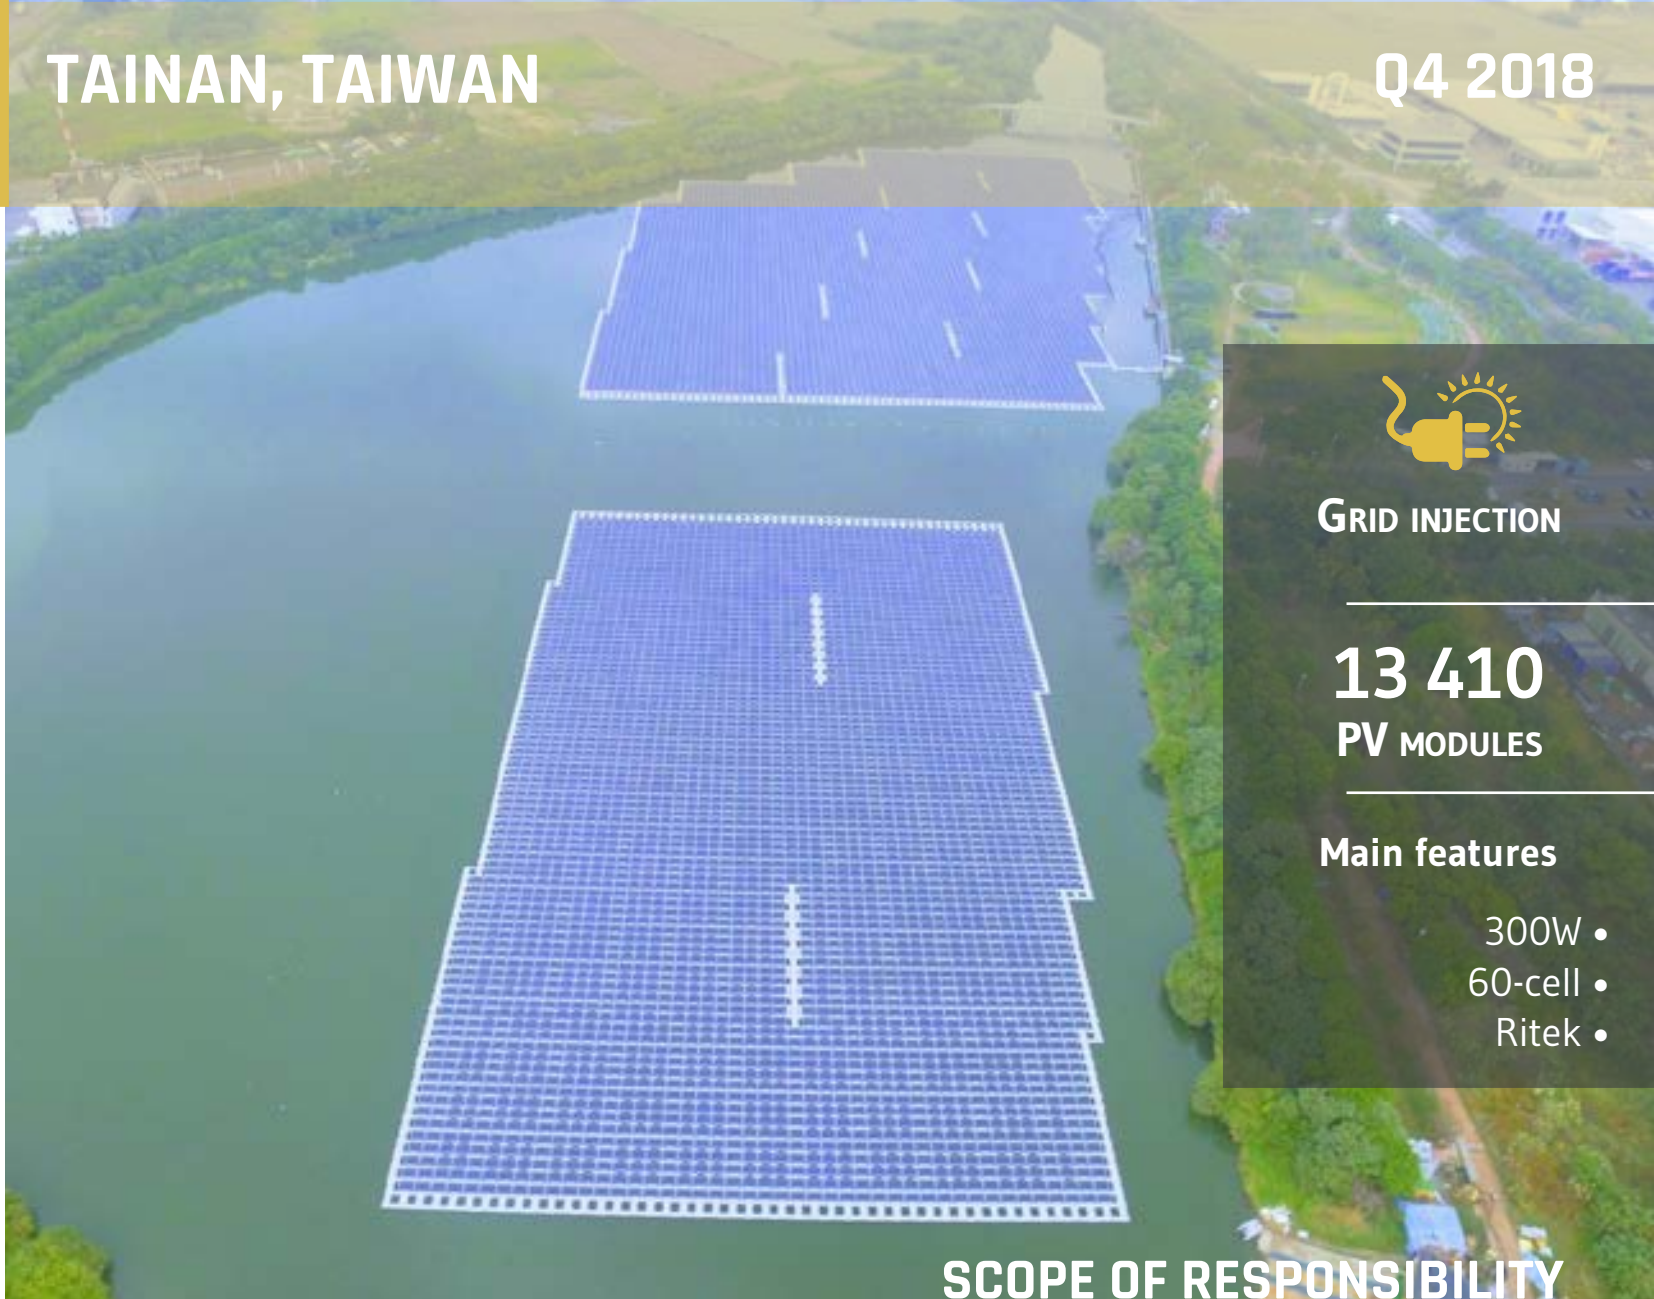 TAINAN, TAIWAN
Q4 2018
GRID INJECTION
13 410
PV MODULES
Main features
300W •
60-cell •
Ritek •
SCOPE OF RESPONSIBILITY